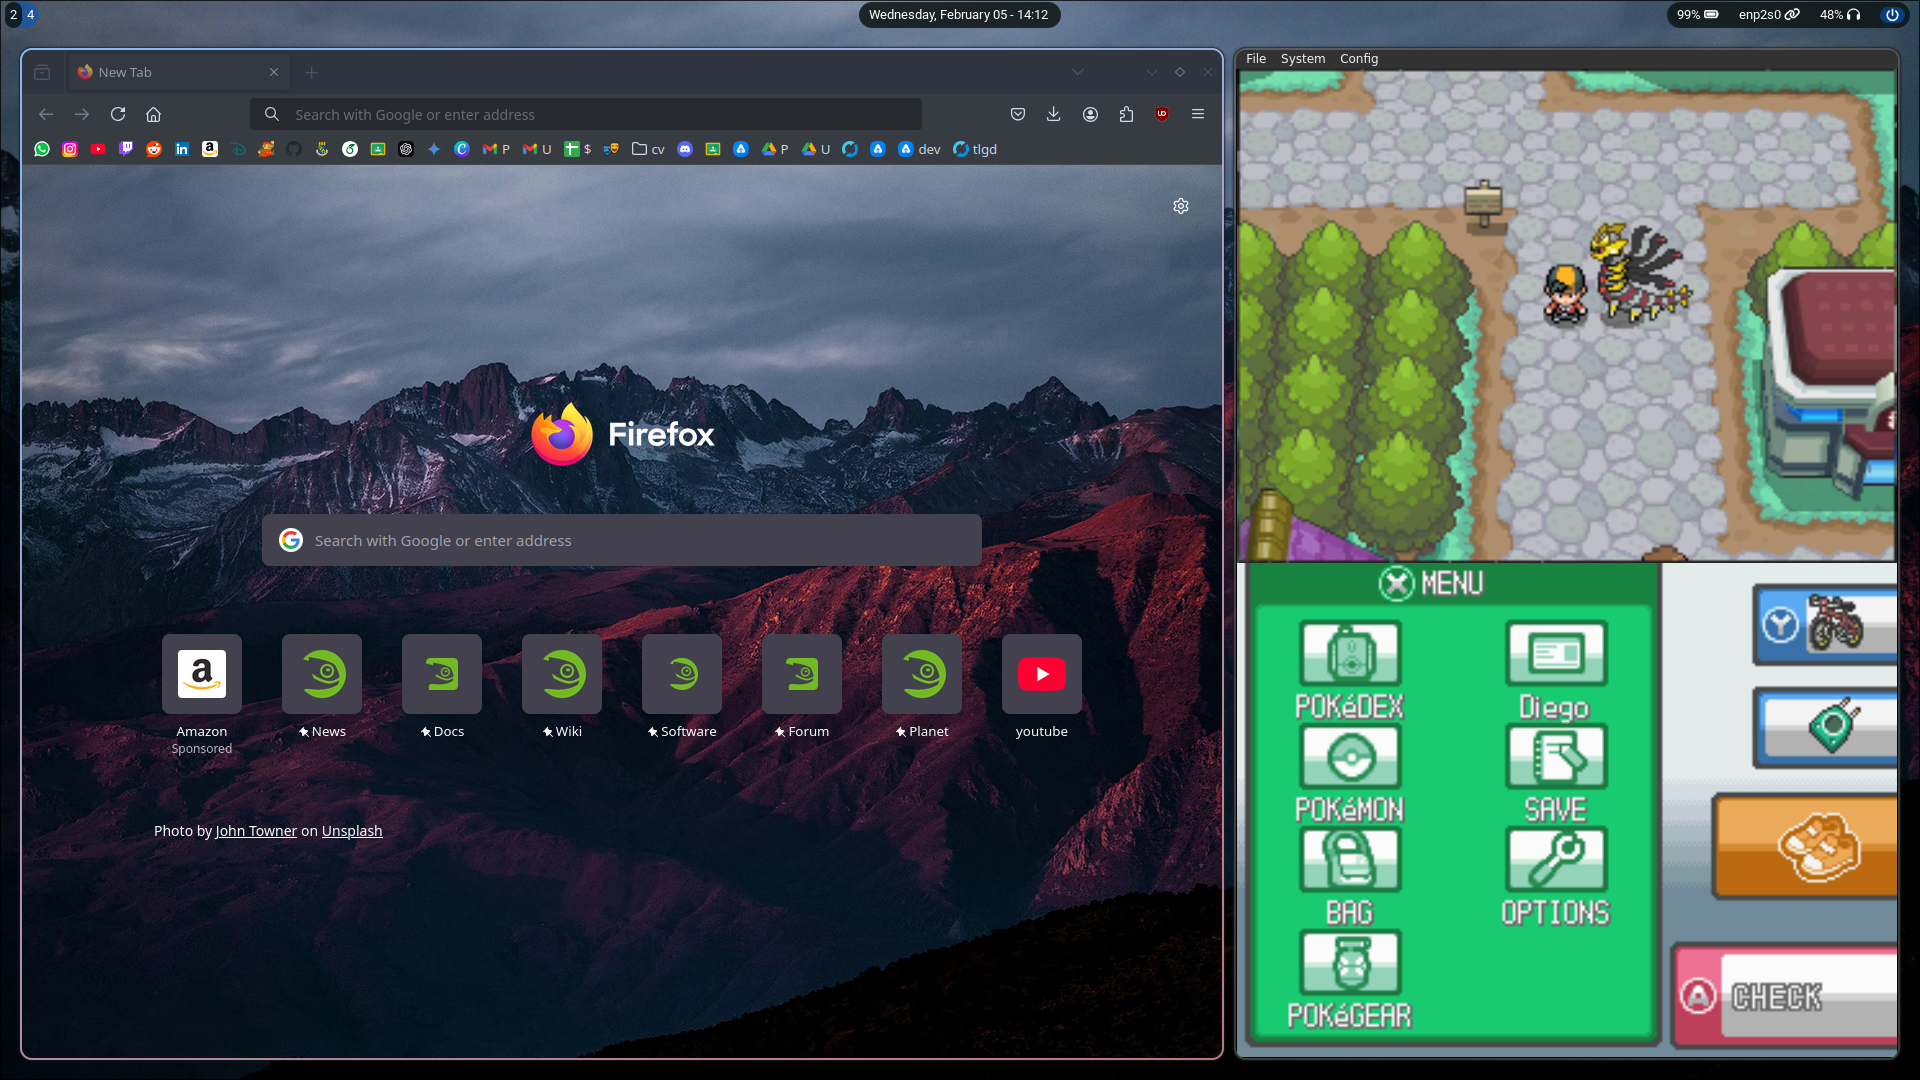 2 4
Wednesday, February 05 - 14:12
99% enp2s0 48%
New Tab
Search with Google or enter address
P U $ cv P U dev tlgd
Firefox
Search with Google or enter address
Amazon
Sponsored
News
Docs
Wiki
Software
Forum
Planet
youtube
Photo by John Towner on Unsplash
File System Config
X MENU
POKéDEX
Diego
POKéMON
SAVE
BAG
OPTIONS
POKéGEAR
Y
A CHECK